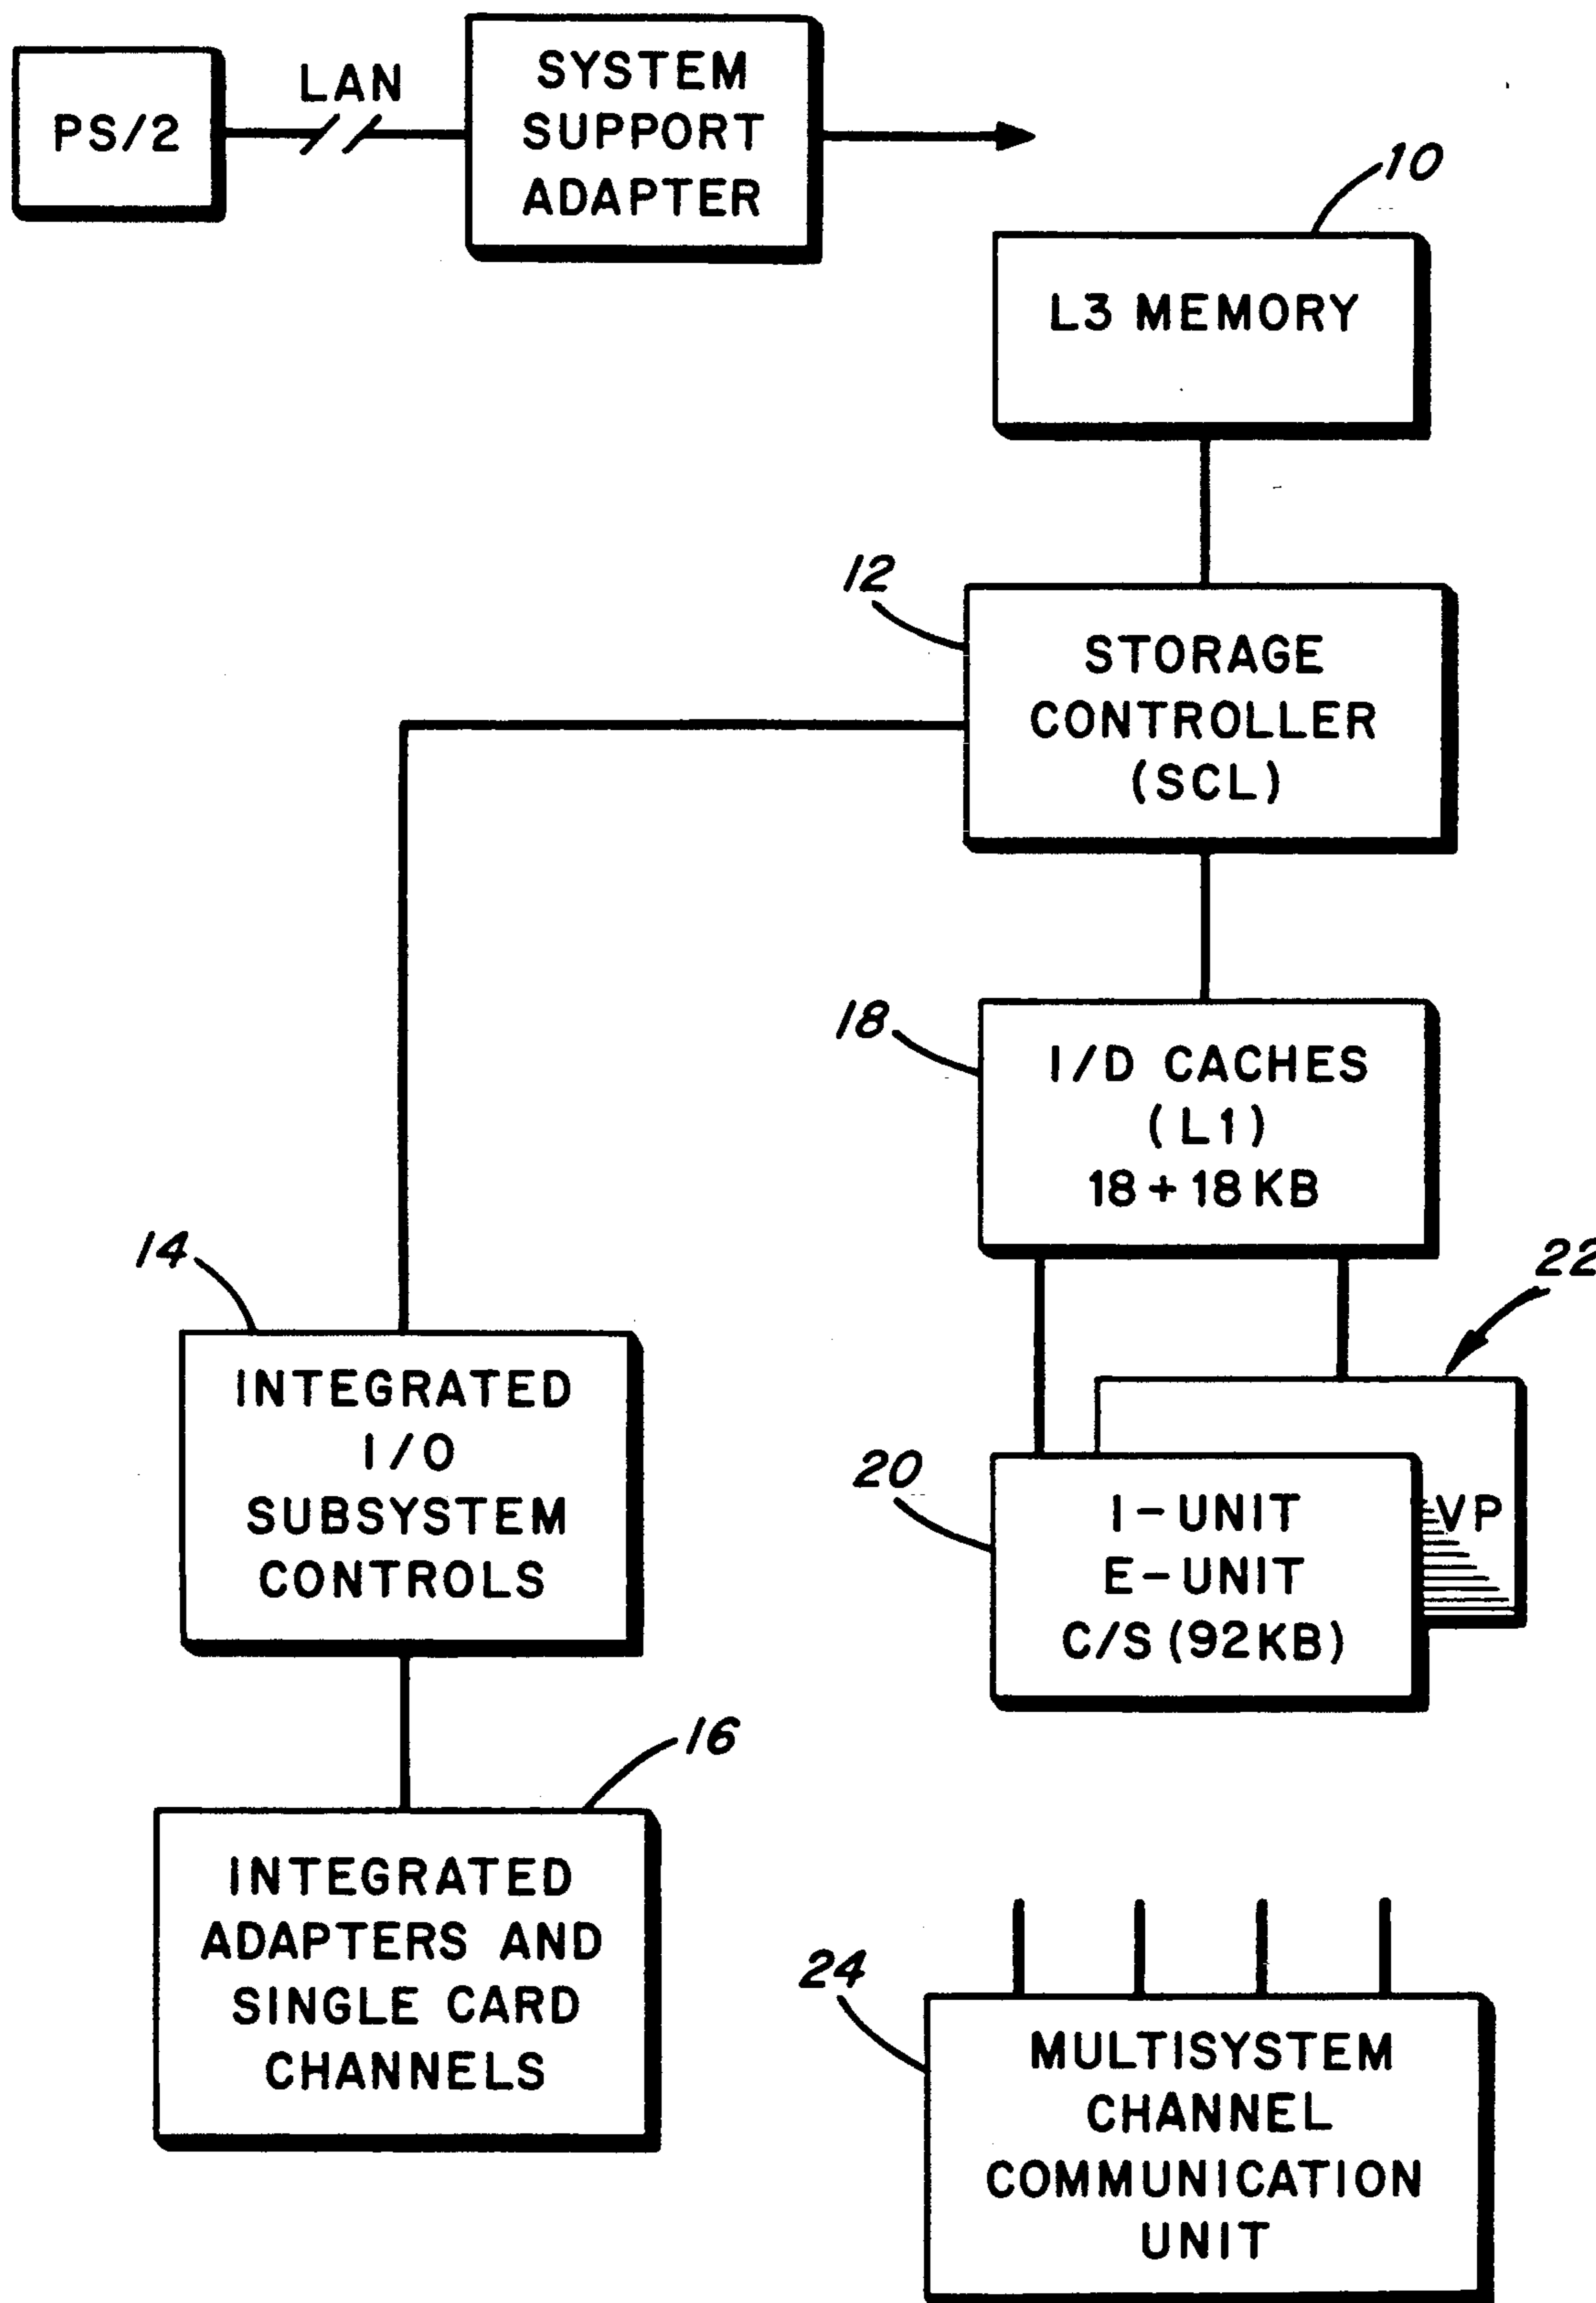 PS/2
LAN
SYSTEM
SUPPORT
ADAPTER
10
L3 MEMORY
12
STORAGE
CONTROLLER
(SCL)
18
I/D CACHES
(L1)
18 + 18 KB
14
INTEGRATED
I/O
SUBSYSTEM
CONTROLS
22
20
I-UNIT
E-UNIT
C/S (92KB)
VP
16
INTEGRATED
ADAPTERS AND
SINGLE CARD
CHANNELS
24
MULTISYSTEM
CHANNEL
COMMUNICATION
UNIT